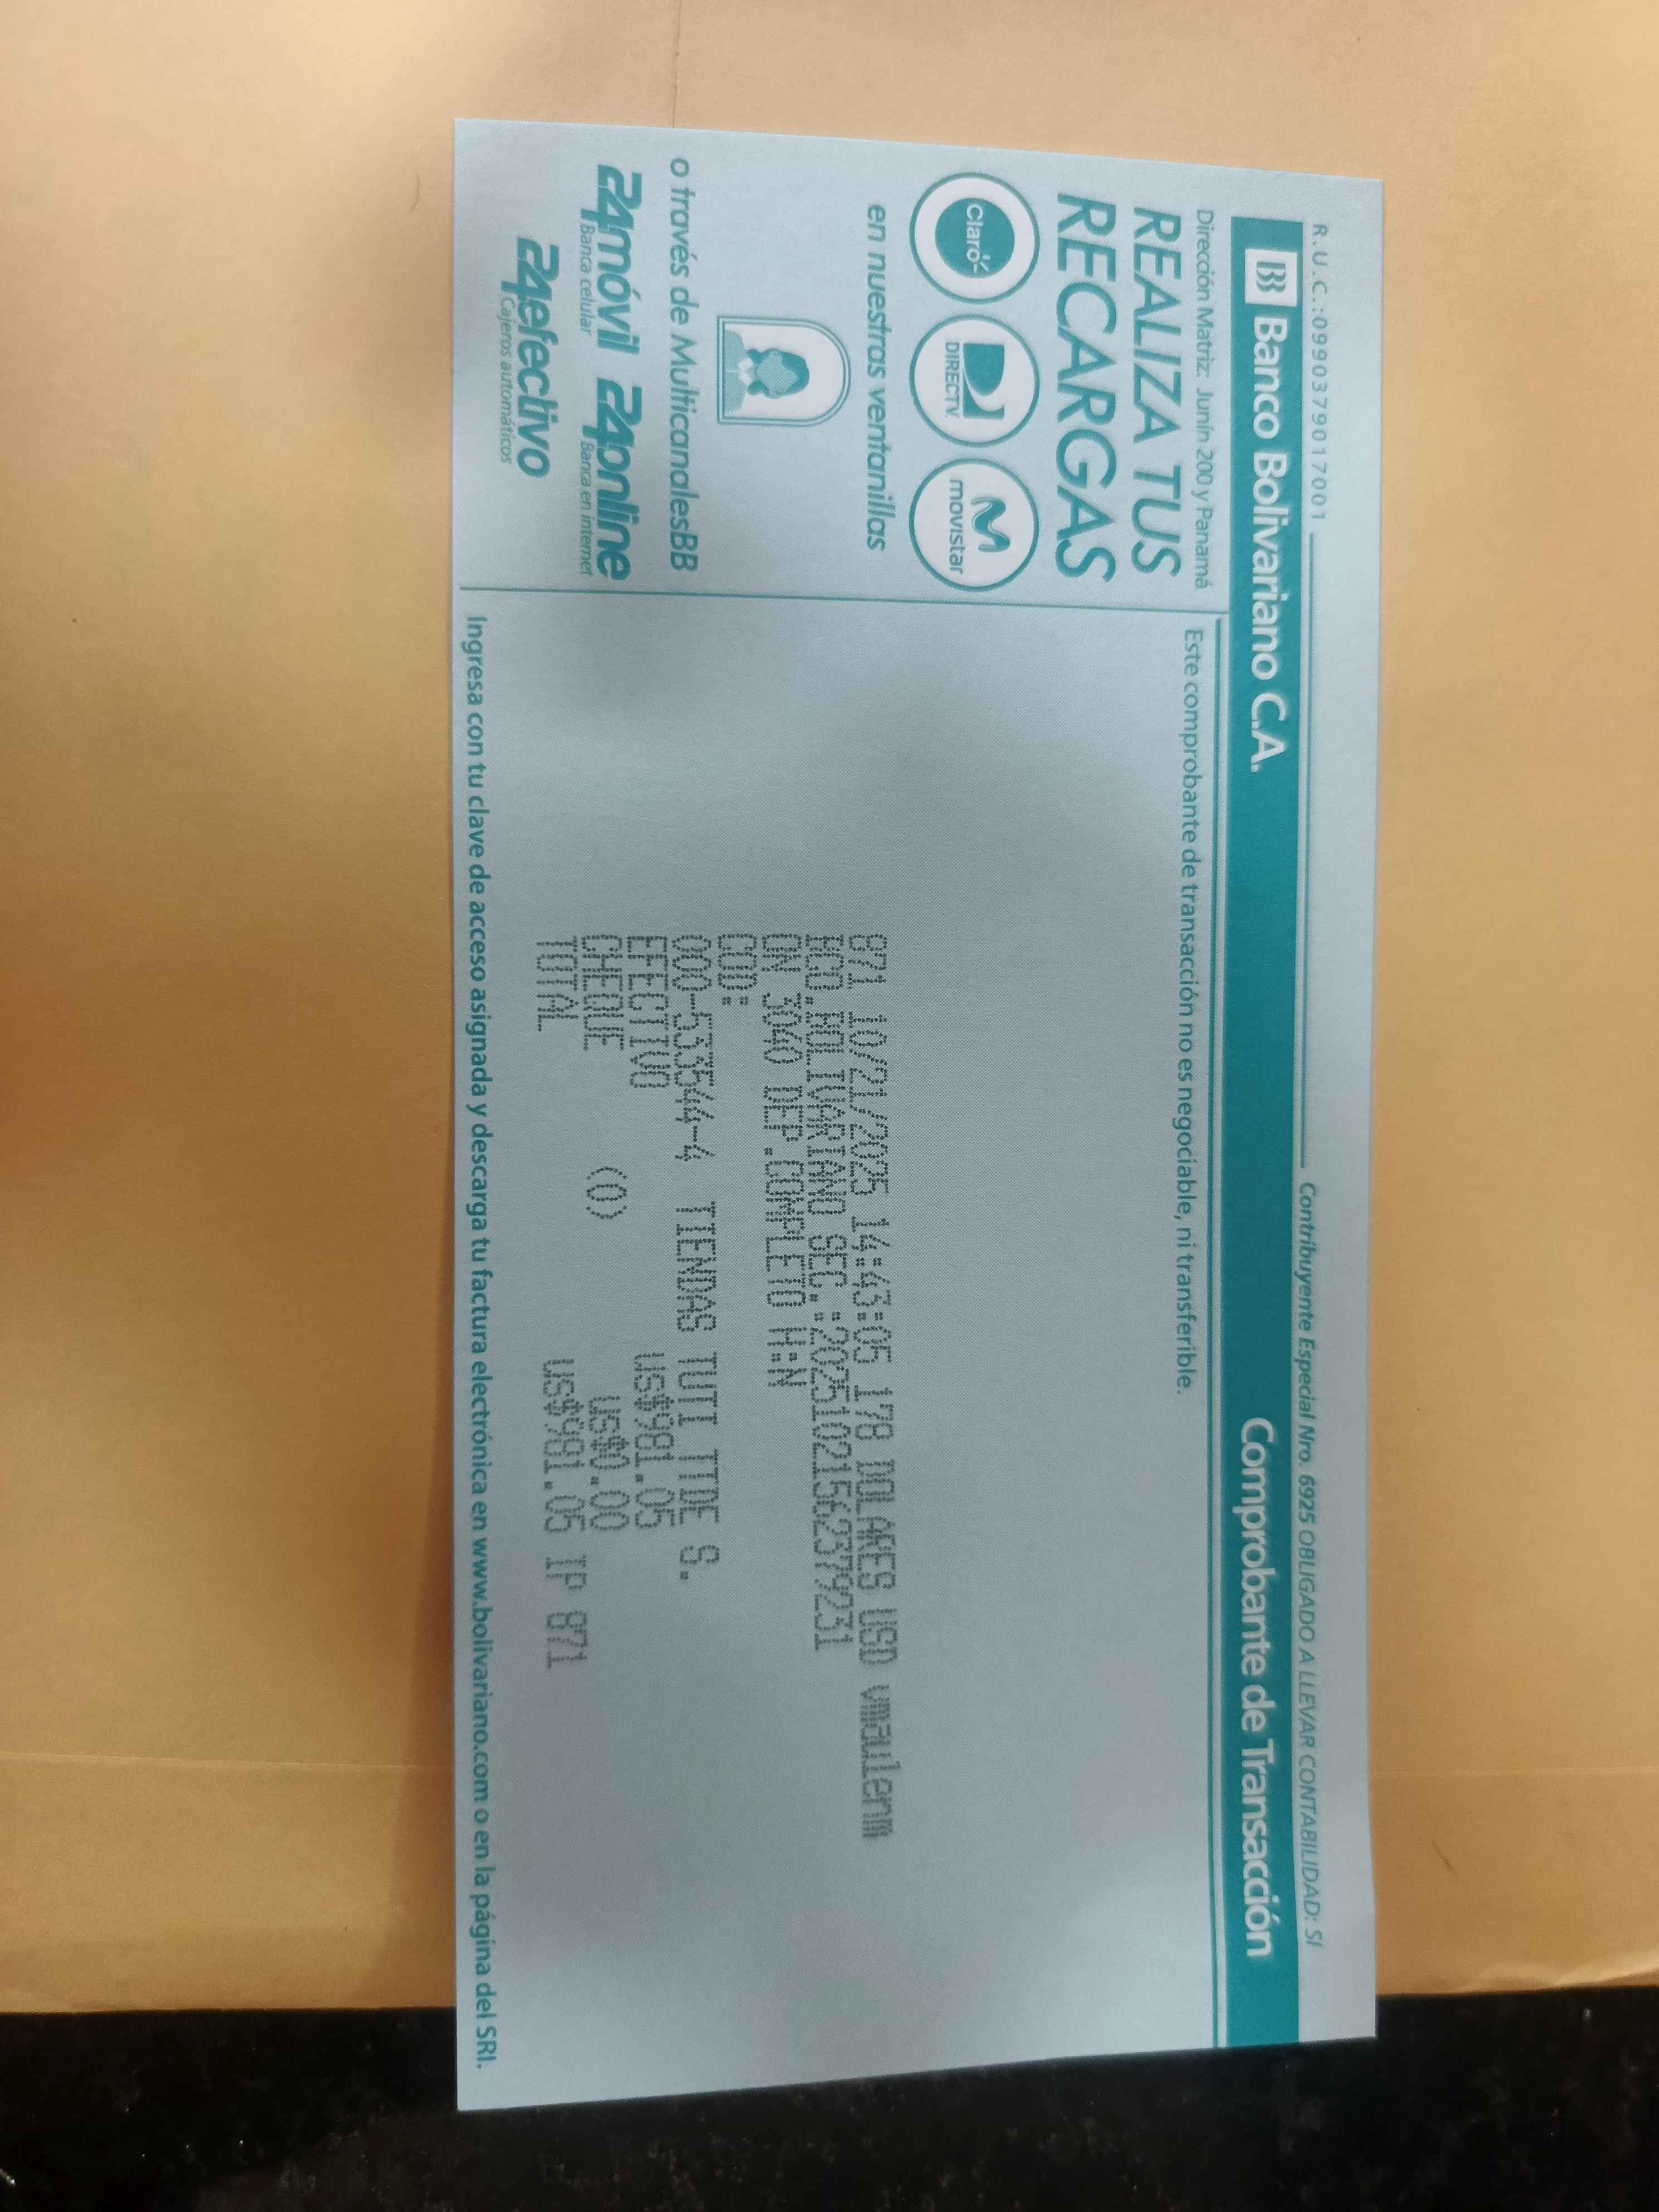 R.U.C.:0990379017001
Contribuyente Especial Nro. 6925 OBLIGADO A LLEVAR CONTABILIDAD: SI
BB Banco Bolivariano C.A.
Comprobante de Transacción
Dirección Matriz: Junín 200 y Panamá
Este comprobante de transacción no es negociable, ni transferible.
REALIZA TUS
RECARGAS
Claro
DIRECTV
movistar
en nuestras ventanillas
o través de MulticanalesBB
24móvil 24online
Banca celular
Banca en internet
24efectivo
Cajeros automáticos
871 10/21/2025 14:43:05 178 DOLARES USD vmaulenm
BCO.BOLIVARIANO SEC.:20251021562379231
ON 3040 DEP.COMPLETO H:N
COD:
000-53544-4 TIENDAS TUTI TTDE S.
EFECTIVO US$981.05
CHEQUE (0) US$0.00
TOTAL US$981.05 IP 871
Ingresa con tu clave de acceso asignada y descarga tu factura electrónica en www.bolivariano.com o en la página del SRI.